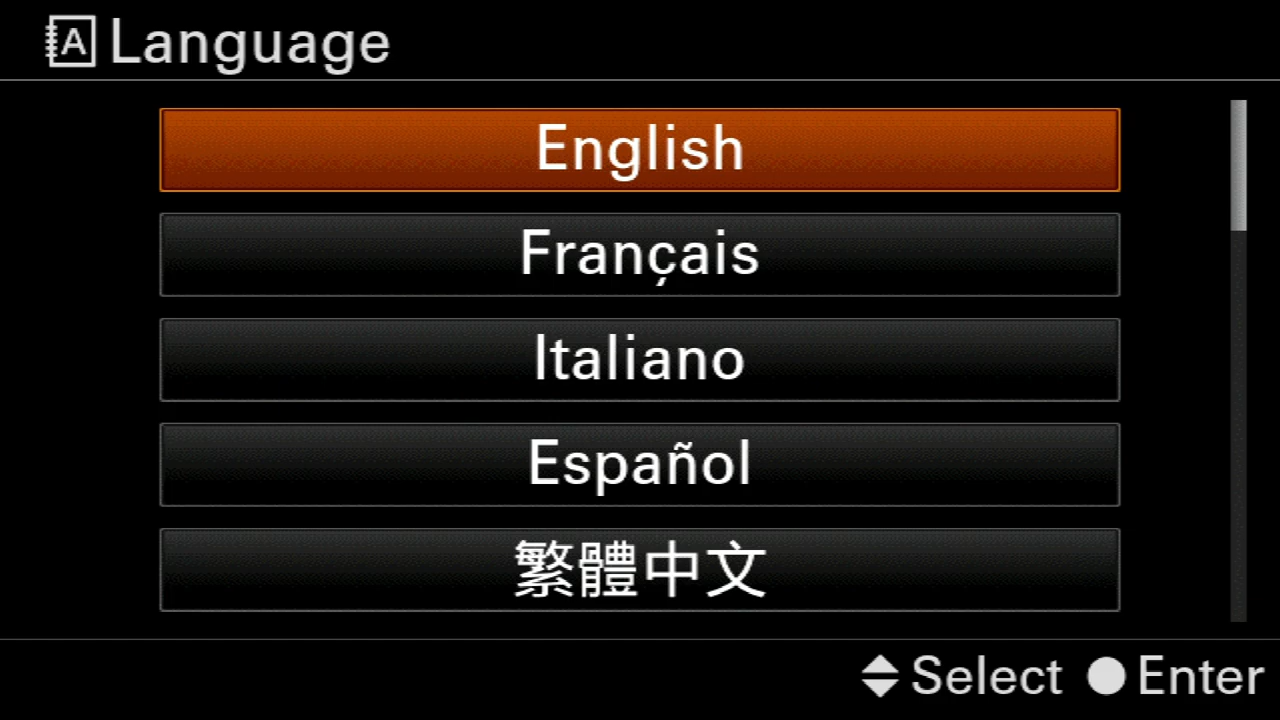 A Language
English
Français
Italiano
Español
繁體中文
Select Enter